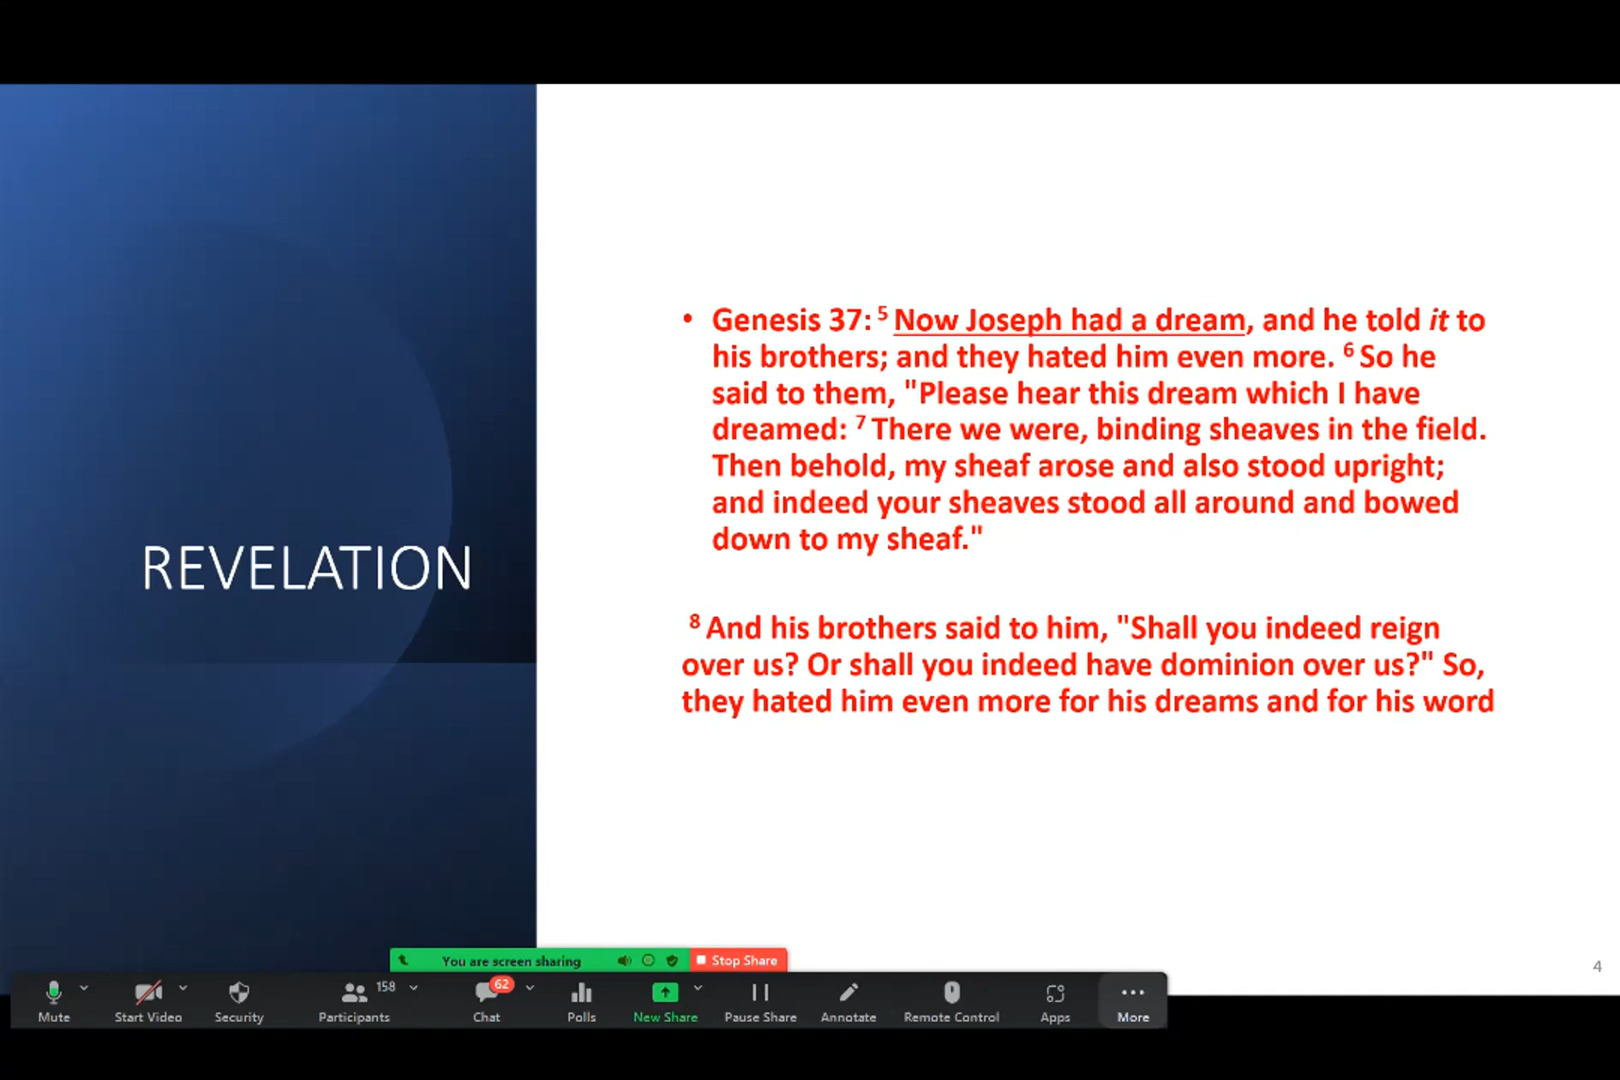 REVELATION
• Genesis 37: 5 Now Joseph had a dream, and he told it to
his brothers; and they hated him even more. 6 So he
said to them, "Please hear this dream which I have
dreamed: 7 There we were, binding sheaves in the field.
Then behold, my sheaf arose and also stood upright;
and indeed your sheaves stood all around and bowed
down to my sheaf."
8 And his brothers said to him, "Shall you indeed reign
over us? Or shall you indeed have dominion over us?" So,
they hated him even more for his dreams and for his word
4
You are screen sharing Stop Share
158 62
Mute Start Video Security Participants Chat Polls New Share Pause Share Annotate Remote Control Apps More